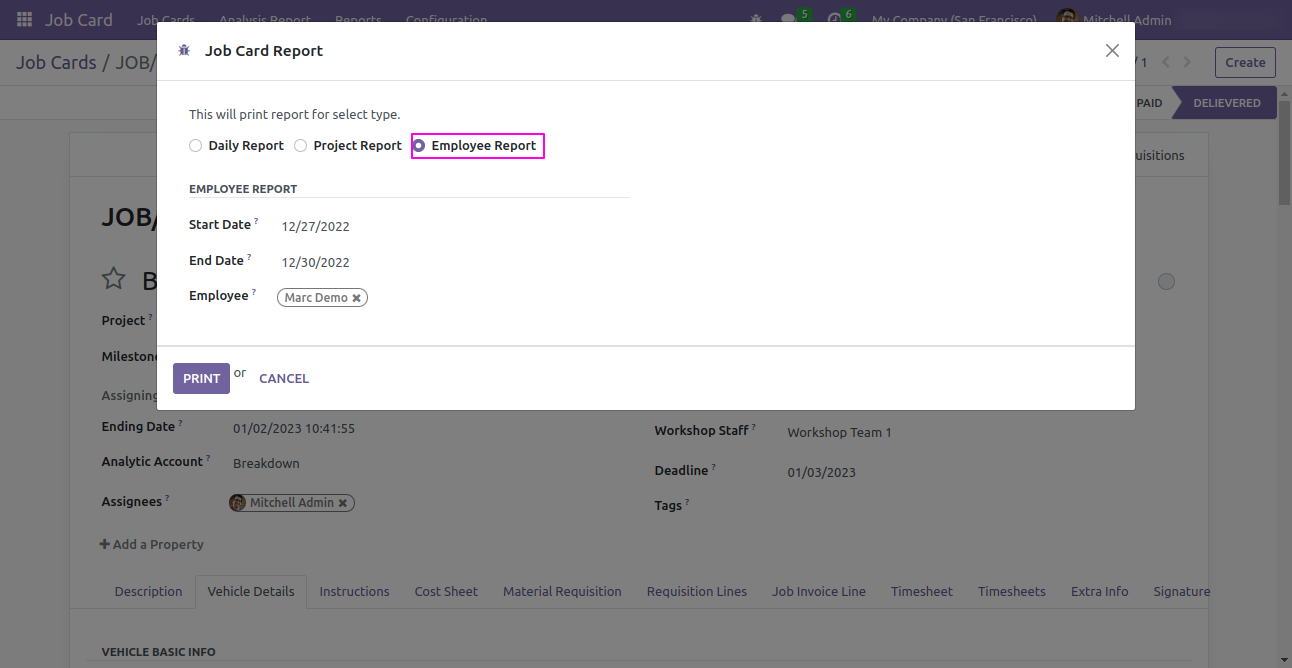 Job Card Job Cards Analysis Report Reports Configuration 5 6 My Company (San Francisco) Mitchell Admin
Job Card Report
Job Cards / JOB/ / 1 Create
PAID DELIEVERED
This will print report for select type.
Daily Report Project Report Employee Report
uisitions
EMPLOYEE REPORT
JOB/
Start Date ? 12/27/2022
End Date ? 12/30/2022
B
Employee ? Marc Demo
Project ?
Milestone
PRINT or CANCEL
Assigning
Ending Date ? 01/02/2023 10:41:55
Workshop Staff ? Workshop Team 1
Analytic Account ? Breakdown
Deadline ? 01/03/2023
Assignees ? Mitchell Admin
Tags ?
Add a Property
Description Vehicle Details Instructions Cost Sheet Material Requisition Requisition Lines Job Invoice Line Timesheet Timesheets Extra Info Signature
VEHICLE BASIC INFO